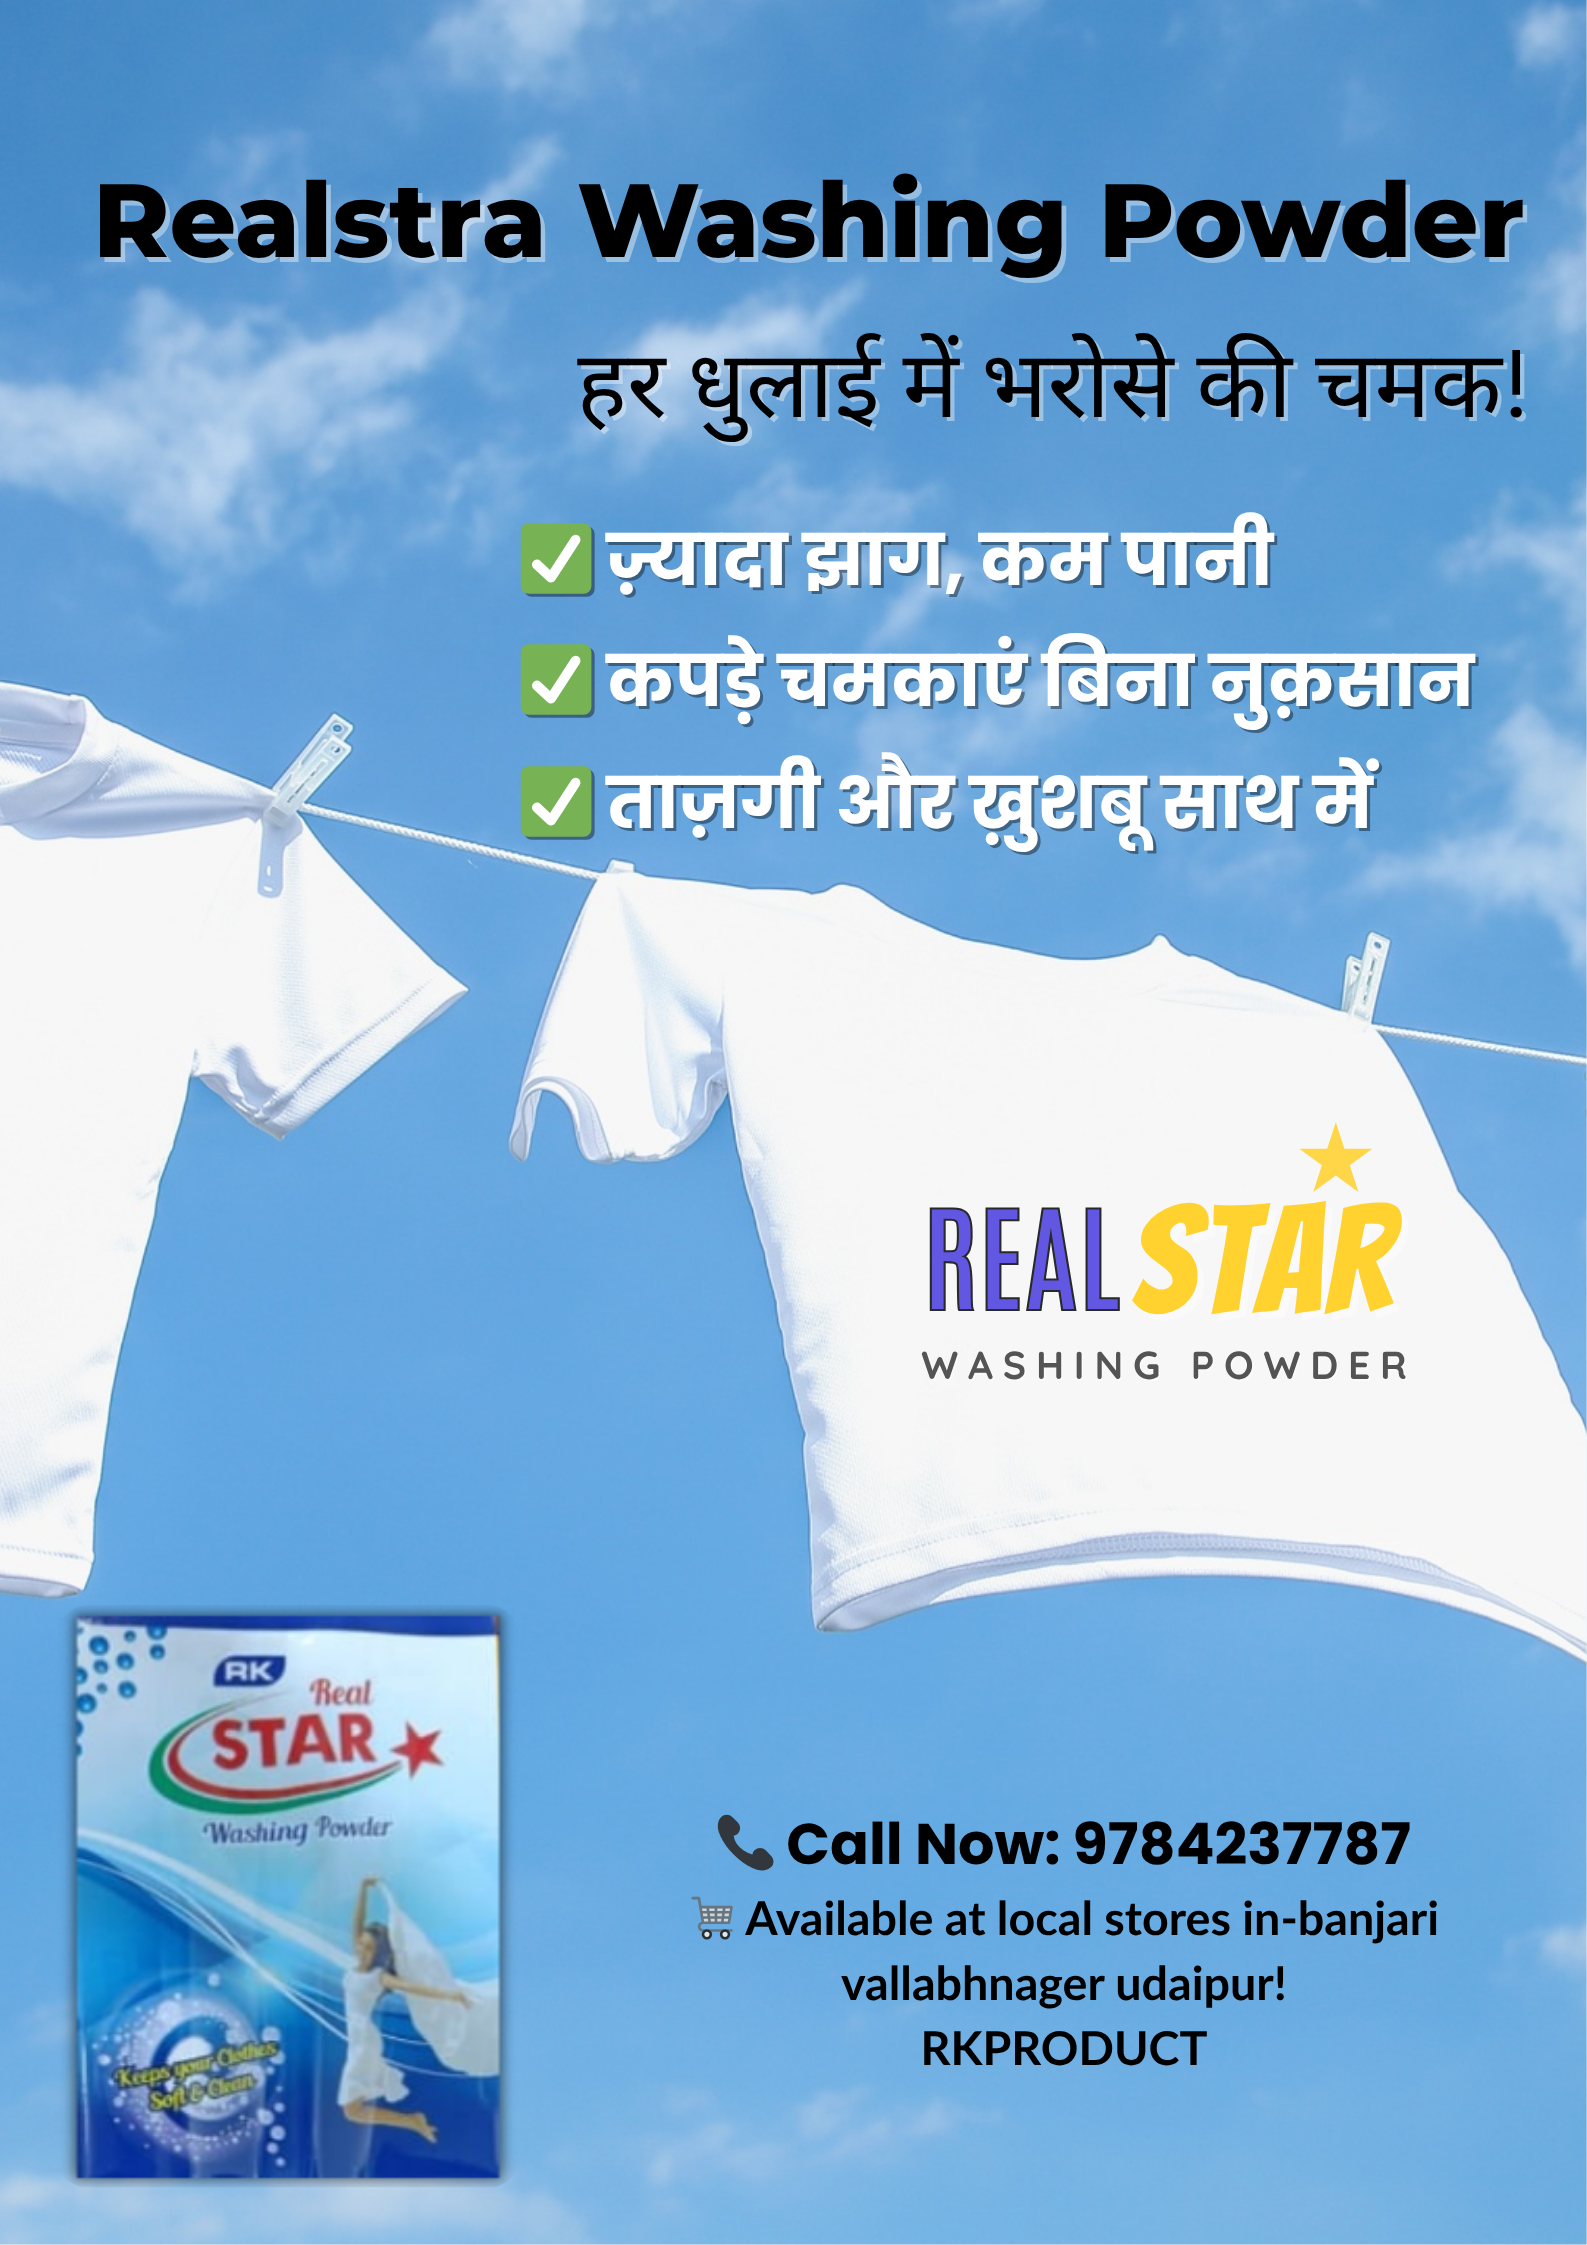 Realstra Washing Powder
हर धुलाई में भरोसे की चमक!
✅ ज़्यादा झाग, कम पानी
✅ कपड़े चमकाएं बिना नुक़सान
✅ ताज़गी और ख़ुशबू साथ में
REAL STAR
WASHING POWDER
RK
Real
STAR
Washing Powder
Keeps your Clothes
Soft & Clean
📞 Call Now: 9784237787
🛒 Available at local stores in-banjari
vallabhnager udaipur!
RKPRODUCT